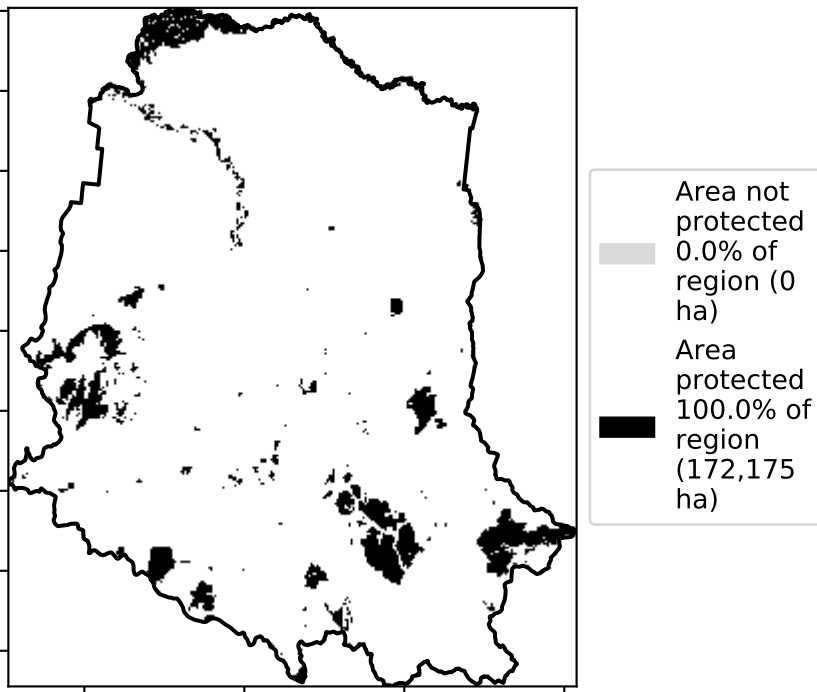 Area not
protected
0.0% of
region (0
ha)
Area
protected
100.0% of
region
(172,175
ha)